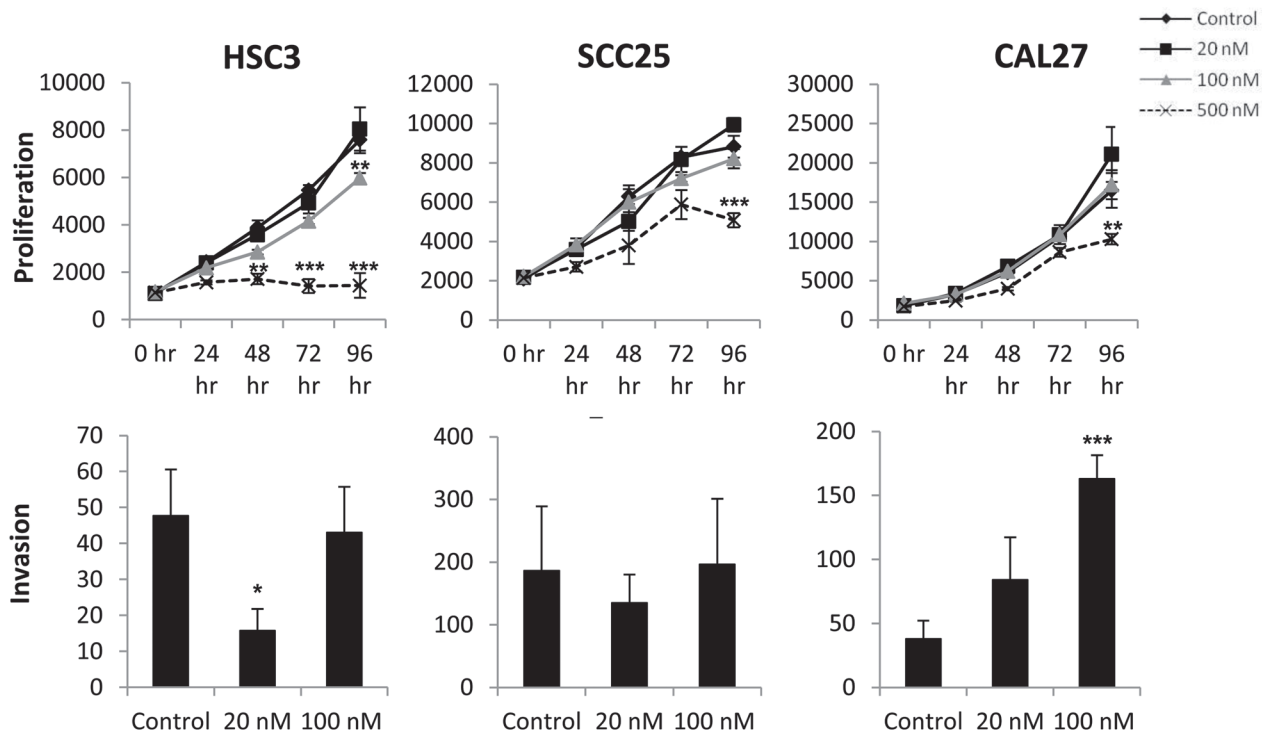 Control
20 nM
100 nM
500 nM
HSC3
SCC25
CAL27
Proliferation
10000
8000
6000
4000
2000
0
**
** *** ***
0 hr 24 48 72 96
hr hr hr hr
12000
10000
8000
6000
4000
2000
0
***
0 hr 24 48 72 96
hr hr hr hr
30000
25000
20000
15000
10000
5000
0
**
0 hr 24 48 72 96
hr hr hr hr
Invasion
70
60
50
40
30
20
10
0
*
Control 20 nM 100 nM
400
300
200
100
0
Control 20 nM 100 nM
200
150
100
50
0
***
Control 20 nM 100 nM